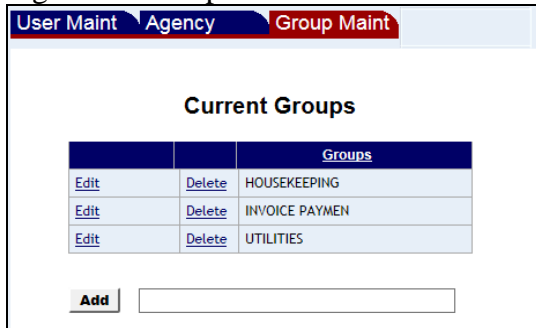 User Maint Agency Group Maint
Current Groups
Groups
Edit Delete HOUSEKEEPING
Edit Delete INVOICE PAYMEN
Edit Delete UTILITIES
Add